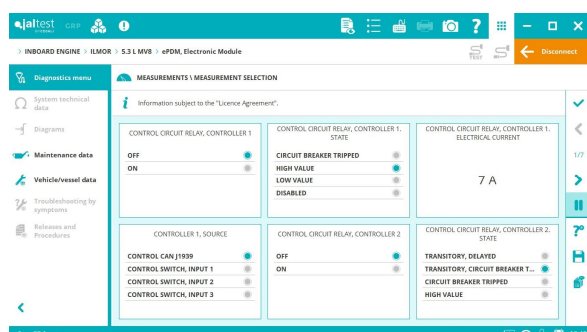 jaltest GRP
INBOARD ENGINE > ILMOR > 5.3 L MV8 > ePDM, Electronic Module
TEST
Disconnect
Diagnostics menu
MEASUREMENTS \ MEASUREMENT SELECTION
System technical
data
Diagrams
Maintenance data
Vehicle/vessel data
Troubleshooting by
symptoms
Releases and
Procedures
Information subject to the "Licence Agreement".
CONTROL CIRCUIT RELAY, CONTROLLER 1
OFF
ON
CONTROL CIRCUIT RELAY, CONTROLLER 1.
STATE
CIRCUIT BREAKER TRIPPED
HIGH VALUE
LOW VALUE
DISABLED
CONTROL CIRCUIT RELAY, CONTROLLER 1.
ELECTRICAL CURRENT
7 A
1/7
CONTROLLER 1, SOURCE
CONTROL CAN J1939
CONTROL SWITCH, INPUT 1
CONTROL SWITCH, INPUT 2
CONTROL SWITCH, INPUT 3
CONTROL CIRCUIT RELAY, CONTROLLER 2
OFF
ON
CONTROL CIRCUIT RELAY, CONTROLLER 2.
STATE
TRANSITORY, DELAYED
TRANSITORY, CIRCUIT BREAKER T...
CIRCUIT BREAKER TRIPPED
HIGH VALUE